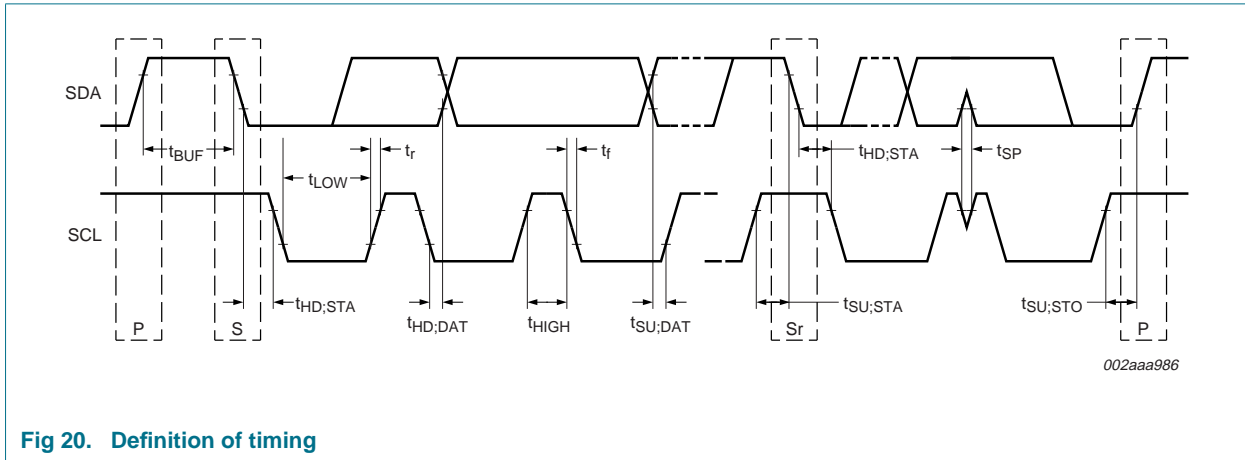 SDA
tBUF
tLOW
tr
tf
tHD;STA
tSP
SCL
tHD;STA
tHD;DAT
tHIGH
tSU;DAT
tSU;STA
tSU;STO
P
S
Sr
P
002aaa986
Fig 20. Definition of timing